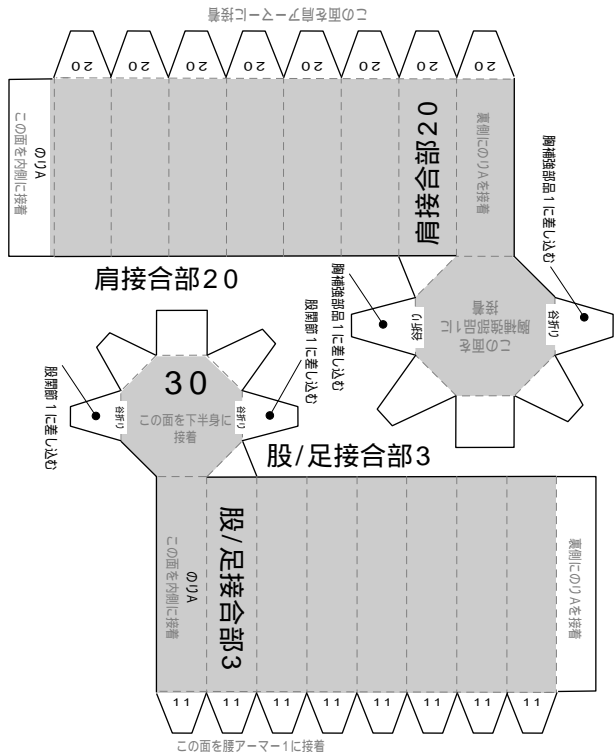 この面を肩アーマーに接着
20 20 20 20 20 20 20 20
この面を内側に接着
のりA
肩接合部20
裏側にのりAを接着
胸補強部品1に差し込む
肩接合部20
胸補強部品1に差し込む
谷折り
この面を
胸補強部品1に
接着
谷折り
股関節1に差し込む
30
谷折り
この面を下半身に
接着
谷折り
股関節1に差し込む
股/足接合部3
この面を内側に接着
のりA
股/足接合部3
裏側にのりAを接着
11 11 11 11 11 11 11 11
この面を腰アーマー1に接着